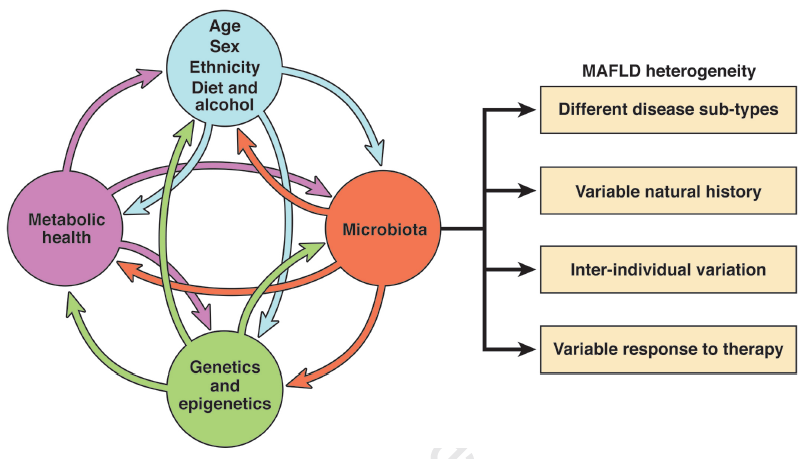 Age
Sex
Ethnicity
Diet and
alcohol
Metabolic
health
Microbiota
Genetics
and
epigenetics
MAFLD heterogeneity
Different disease sub-types
Variable natural history
Inter-individual variation
Variable response to therapy